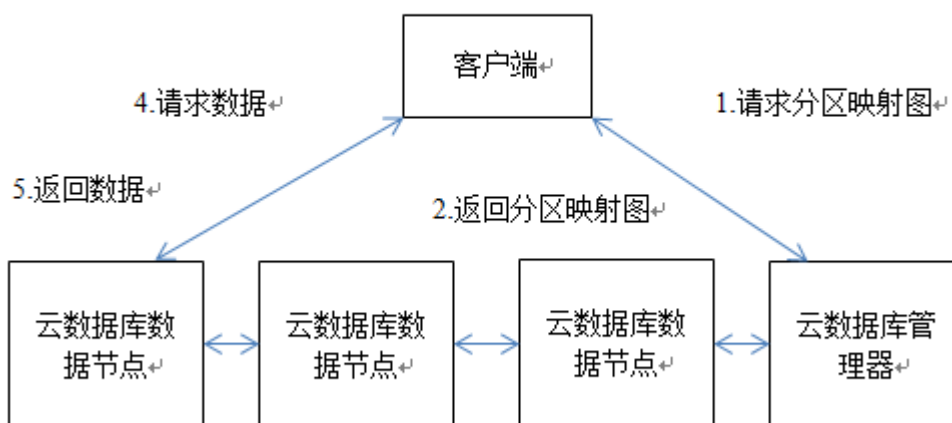 客户端
4.请求数据
1.请求分区映射图
5.返回数据
2.返回分区映射图
云数据库数
据节点
云数据库数
据节点
云数据库数
据节点
云数据库管
理器